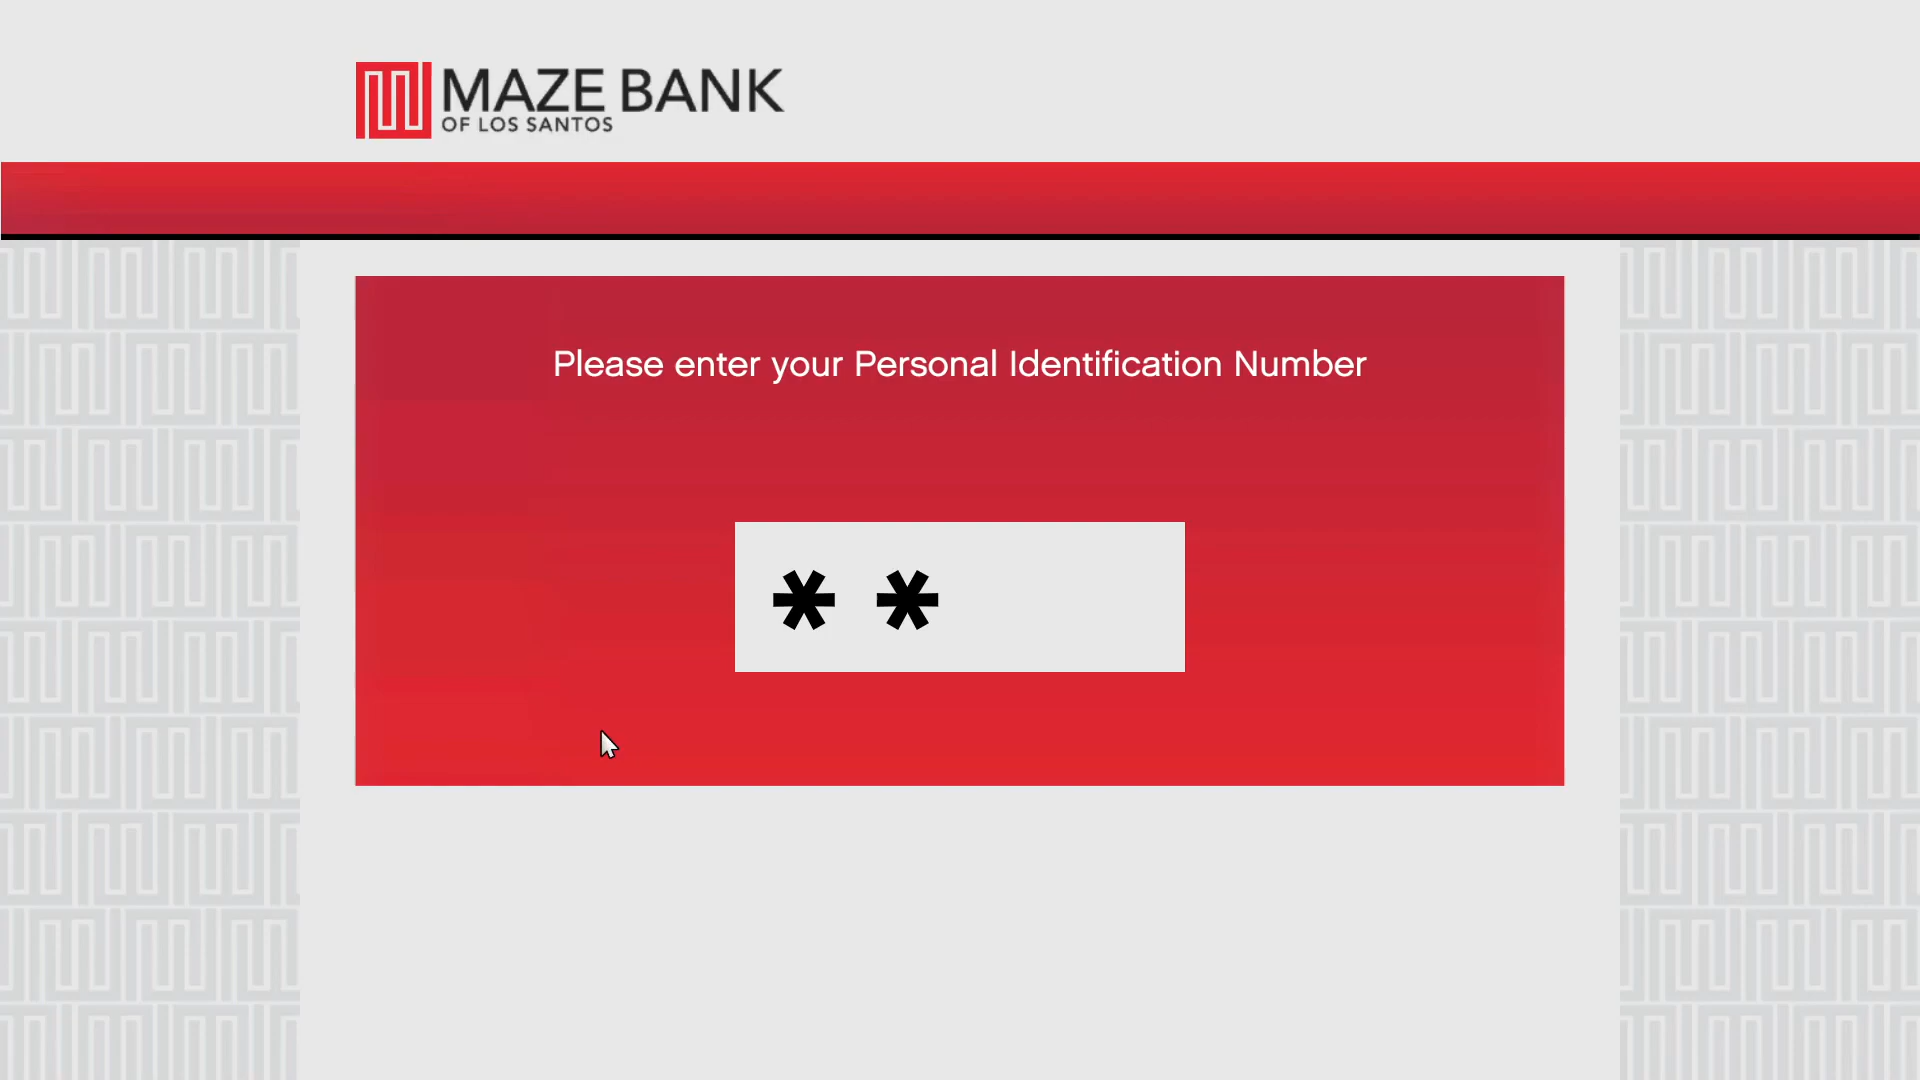 MAZE BANK
OF LOS SANTOS
Please enter your Personal Identification Number
* *